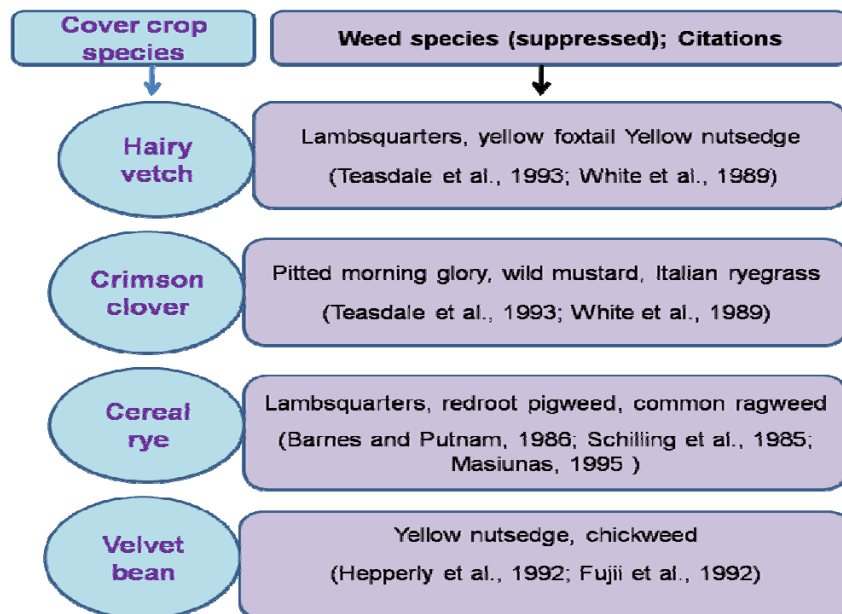 Cover crop
species
Weed species (suppressed); Citations
Hairy
vetch
Lambsquarters, yellow foxtail Yellow nutsedge
(Teasdale et al., 1993; White et al., 1989)
Crimson
clover
Pitted morning glory, wild mustard, Italian ryegrass
(Teasdale et al., 1993; White et al., 1989)
Cereal
rye
Lambsquarters, redroot pigweed, common ragweed
(Barnes and Putnam, 1986; Schilling et al., 1985;
Masiunas, 1995 )
Velvet
bean
Yellow nutsedge, chickweed
(Hepperly et al., 1992; Fujii et al., 1992)